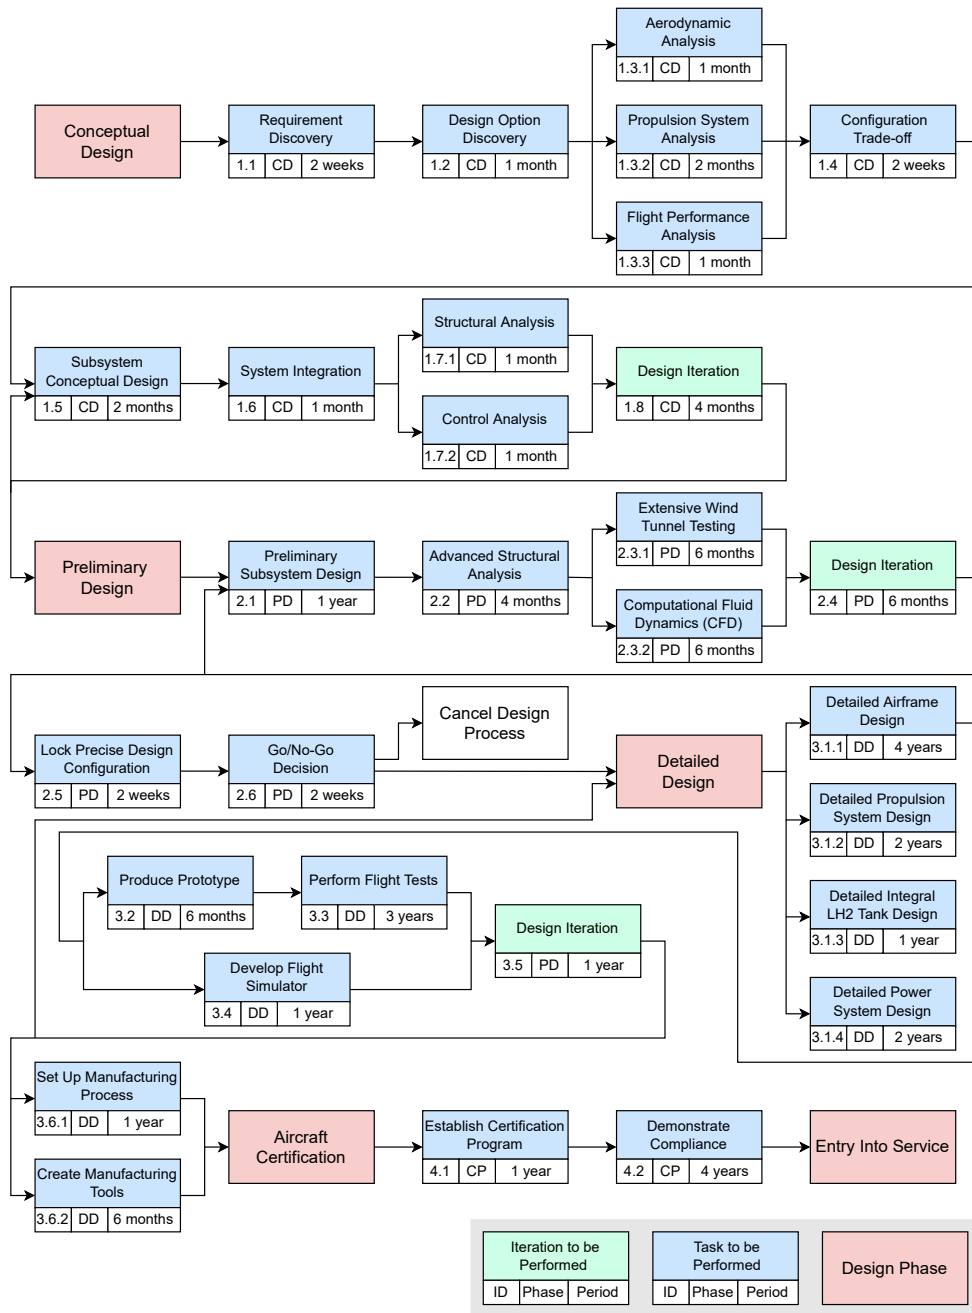 Aerodynamic
Analysis
1.3.1 CD 1 month
Conceptual
Design
Requirement
Discovery
1.1 CD 2 weeks
Design Option
Discovery
1.2 CD 1 month
Propulsion System
Analysis
1.3.2 CD 2 months
Configuration
Trade-off
1.4 CD 2 weeks
Flight Performance
Analysis
1.3.3 CD 1 month
Subsystem
Conceptual Design
1.5 CD 2 months
System Integration
1.6 CD 1 month
Structural Analysis
1.7.1 CD 1 month
Control Analysis
1.7.2 CD 1 month
Design Iteration
1.8 CD 4 months
Preliminary
Design
Preliminary
Subsystem Design
2.1 PD 1 year
Advanced Structural
Analysis
2.2 PD 4 months
Extensive Wind
Tunnel Testing
2.3.1 PD 6 months
Computational Fluid
Dynamics (CFD)
2.3.2 PD 6 months
Design Iteration
2.4 PD 6 months
Lock Precise Design
Configuration
2.5 PD 2 weeks
Go/No-Go
Decision
2.6 PD 2 weeks
Cancel Design
Process
Detailed
Design
Detailed Airframe
Design
3.1.1 DD 4 years
Detailed Propulsion
System Design
3.1.2 DD 2 years
Detailed Integral
LH2 Tank Design
3.1.3 DD 1 year
Detailed Power
System Design
3.1.4 DD 2 years
Produce Prototype
3.2 DD 6 months
Perform Flight Tests
3.3 DD 3 years
Develop Flight
Simulator
3.4 DD 1 year
Design Iteration
3.5 PD 1 year
Set Up Manufacturing
Process
3.6.1 DD 1 year
Create Manufacturing
Tools
3.6.2 DD 6 months
Aircraft
Certification
Establish Certification
Program
4.1 CP 1 year
Demonstrate
Compliance
4.2 CP 4 years
Entry Into
Service
Iteration to be
Performed
ID Phase Period
Task to be
Performed
ID Phase Period
Design Phase